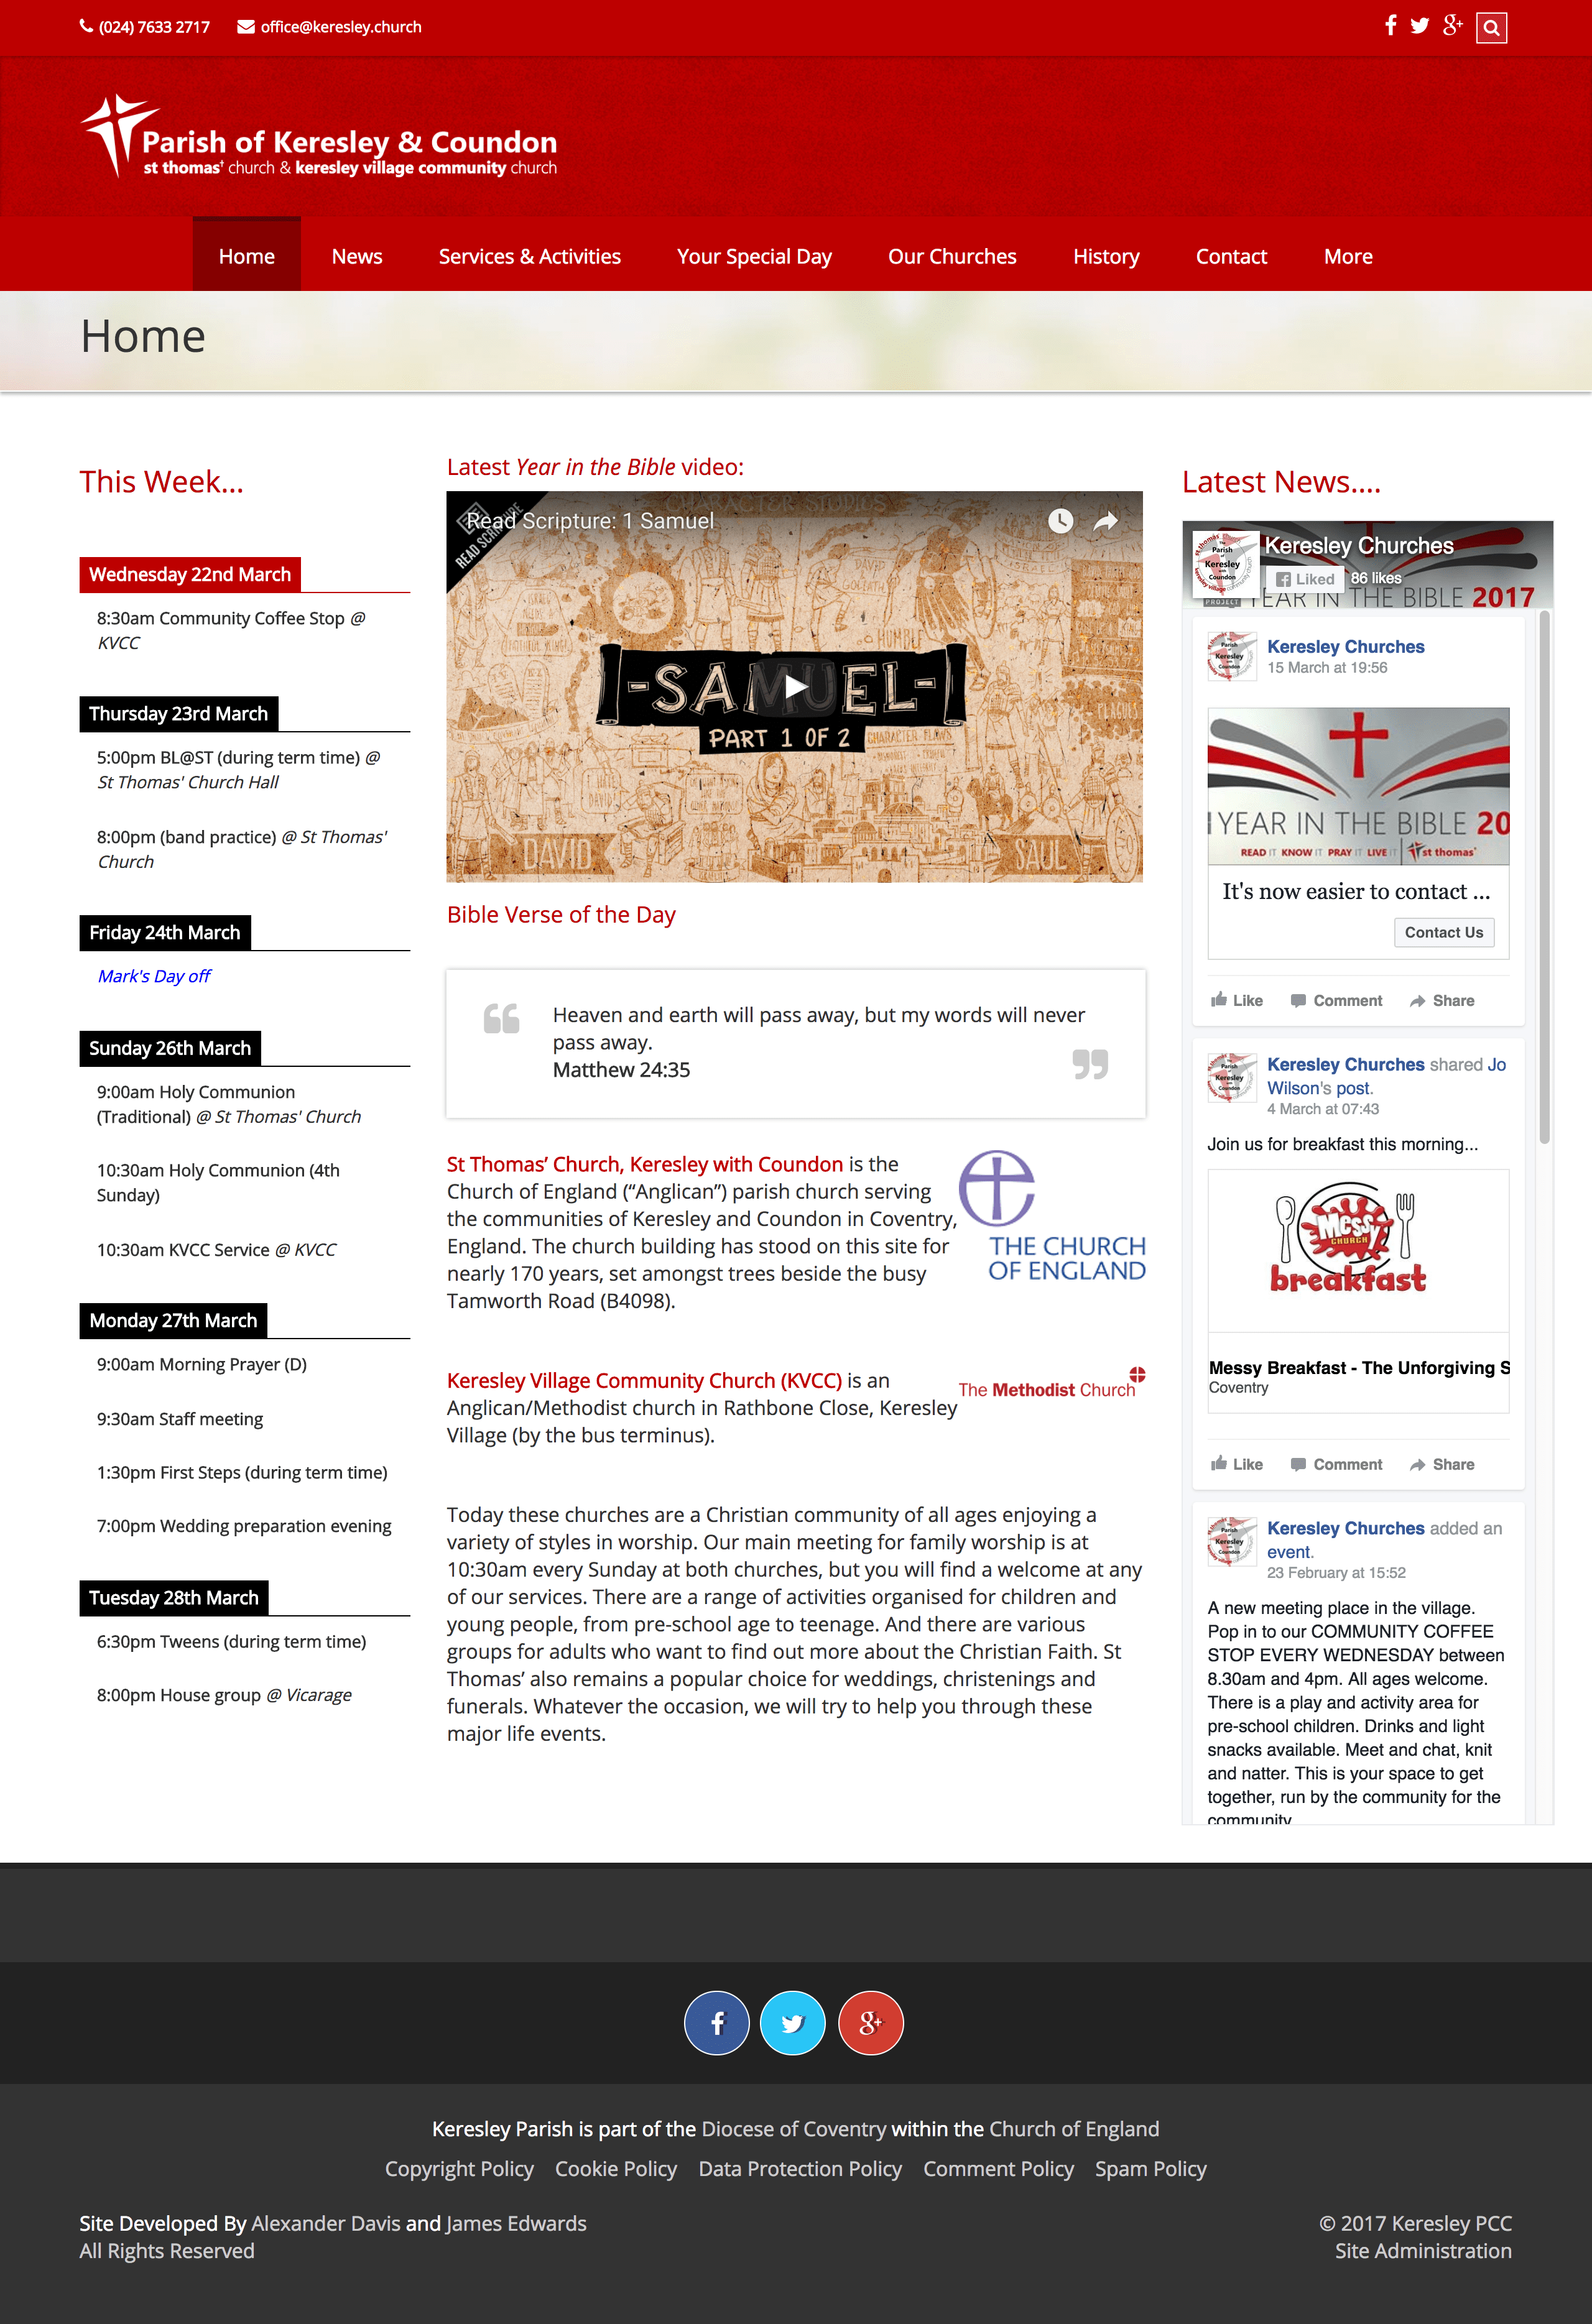 (024) 7633 2717
office@keresley.church
Parish of Keresley & Coundon
st thomas' church & keresley village community church
Home
News
Services & Activities
Your Special Day
Our Churches
History
Contact
More
Home
This Week...
Wednesday 22nd March
8:30am Community Coffee Stop @
KVCC
Thursday 23rd March
5:00pm BL@ST (during term time) @
St Thomas' Church Hall
8:00pm (band practice) @ St Thomas'
Church
Friday 24th March
Mark's Day off
Sunday 26th March
9:00am Holy Communion
(Traditional) @ St Thomas' Church
10:30am Holy Communion (4th
Sunday)
10:30am KVCC Service @ KVCC
Monday 27th March
9:00am Morning Prayer (D)
9:30am Staff meeting
1:30pm First Steps (during term time)
7:00pm Wedding preparation evening
Tuesday 28th March
6:30pm Tweens (during term time)
8:00pm House group @ Vicarage
Latest Year in the Bible video:
CHARACTER STUDIES
READ SCRIPTURE
Read Scripture: 1 Samuel
-SAMUEL-
PART 1 OF 2
DAVID
SAUL
Bible Verse of the Day
Heaven and earth will pass away, but my words will never
pass away.
Matthew 24:35
St Thomas’ Church, Keresley with Coundon is the
Church of England (“Anglican”) parish church serving
the communities of Keresley and Coundon in Coventry,
England. The church building has stood on this site for
nearly 170 years, set amongst trees beside the busy
Tamworth Road (B4098).
THE CHURCH
OF ENGLAND
Keresley Village Community Church (KVCC) is an
Anglican/Methodist church in Rathbone Close, Keresley
Village (by the bus terminus).
The Methodist Church
Today these churches are a Christian community of all ages enjoying a
variety of styles in worship. Our main meeting for family worship is at
10:30am every Sunday at both churches, but you will find a welcome at any
of our services. There are a range of activities organised for children and
young people, from pre-school age to teenage. And there are various
groups for adults who want to find out more about the Christian Faith. St
Thomas’ also remains a popular choice for weddings, christenings and
funerals. Whatever the occasion, we will try to help you through these
major life events.
Latest News....
Keresley Churches
Liked
86 likes
PROJECT YEAR IN THE BIBLE 2017
Keresley Churches
15 March at 19:56
YEAR IN THE BIBLE 20
READ IT KNOW IT PRAY IT LIVE IT st thomas'
It's now easier to contact ...
Contact Us
Like Comment Share
Keresley Churches shared Jo
Wilson's post.
4 March at 07:43
Join us for breakfast this morning...
Messy
CHURCH
breakfast
Messy Breakfast - The Unforgiving S
Coventry
Like Comment Share
Keresley Churches added an
event.
23 February at 15:52
A new meeting place in the village.
Pop in to our COMMUNITY COFFEE
STOP EVERY WEDNESDAY between
8.30am and 4pm. All ages welcome.
There is a play and activity area for
pre-school children. Drinks and light
snacks available. Meet and chat, knit
and natter. This is your space to get
together, run by the community for the
community
Keresley Parish is part of the Diocese of Coventry within the Church of England
Copyright Policy Cookie Policy Data Protection Policy Comment Policy Spam Policy
Site Developed By Alexander Davis and James Edwards
All Rights Reserved
© 2017 Keresley PCC
Site Administration